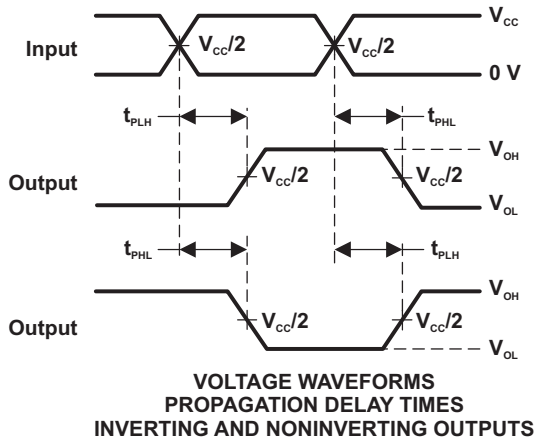 V_CC
Input V_CC/2 V_CC/2
0 V
t_PLH t_PHL
V_OH
Output V_CC/2 V_CC/2
V_OL
t_PHL t_PLH
V_OH
Output V_CC/2 V_CC/2
V_OL
VOLTAGE WAVEFORMS
PROPAGATION DELAY TIMES
INVERTING AND NONINVERTING OUTPUTS